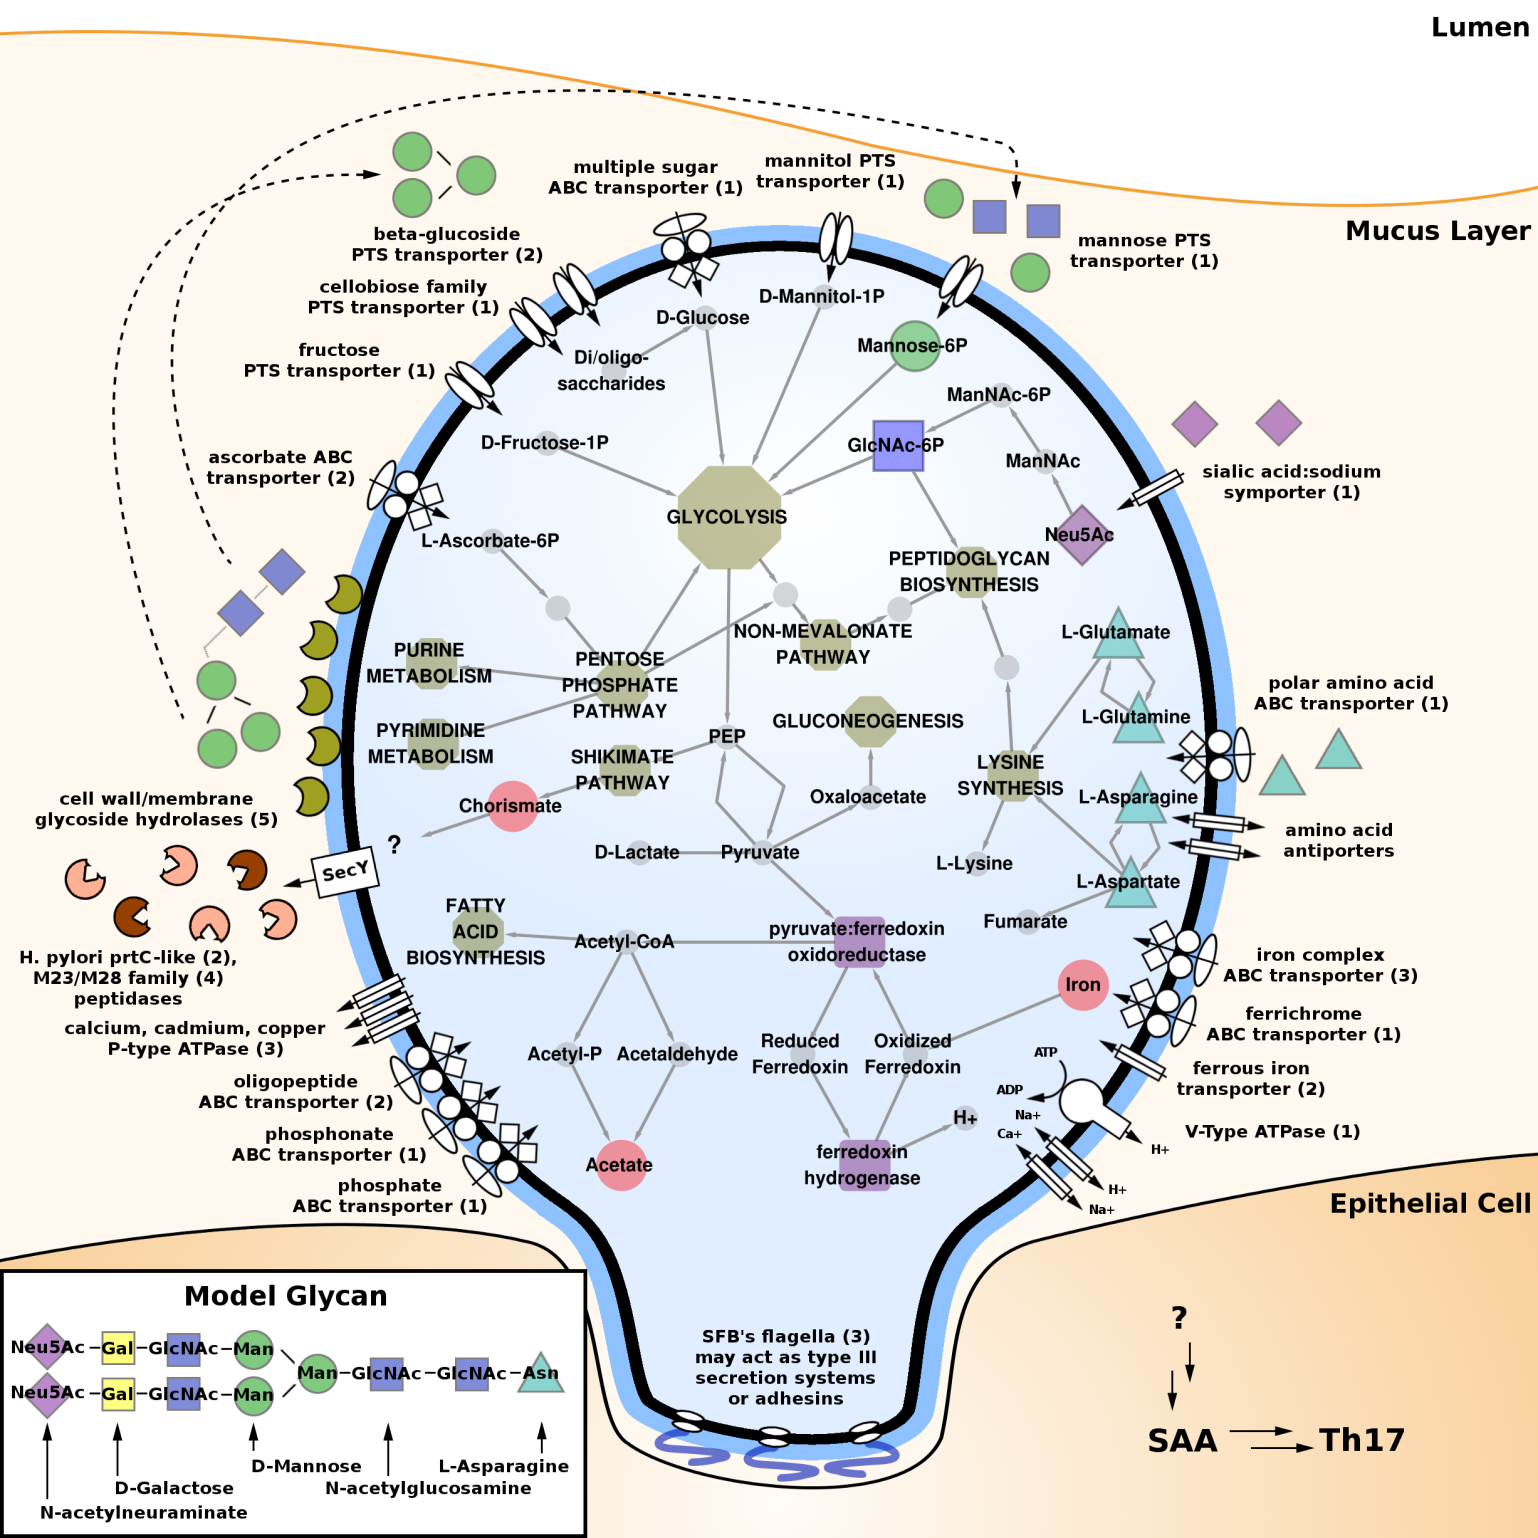 Lumen
Mucus Layer
multiple sugar
ABC transporter (1)
mannitol PTS
transporter (1)
mannose PTS
transporter (1)
beta-glucoside
PTS transporter (2)
cellobiose family
PTS transporter (1)
fructose
PTS transporter (1)
ascorbate ABC
transporter (2)
D-Glucose
D-Mannitol-1P
Mannose-6P
Di/oligo-
saccharides
D-Fructose-1P
ManNAc-6P
GlcNAc-6P
ManNAc
Neu5Ac
sialic acid:sodium
symporter (1)
GLYCOLYSIS
L-Ascorbate-6P
PEPTIDOGLYCAN
BIOSYNTHESIS
NON-MEVALONATE
PATHWAY
PURINE
METABOLISM
PENTOSE
PHOSPHATE
PATHWAY
PYRIMIDINE
METABOLISM
SHIKIMATE
PATHWAY
PEP
GLUCONEOGENESIS
L-Glutamate
L-Glutamine
LYSINE
SYNTHESIS
L-Asparagine
polar amino acid
ABC transporter (1)
Chorismate
?
Oxaloacetate
D-Lactate
Pyruvate
L-Lysine
L-Aspartate
Fumarate
amino acid
antiporters
cell wall/membrane
glycoside hydrolases (5)
SecY
H. pylori prtC-like (2),
M23/M28 family (4)
peptidases
FATTY
ACID
BIOSYNTHESIS
Acetyl-CoA
pyruvate:ferredoxin
oxidoreductase
Iron
iron complex
ABC transporter (3)
ferrichrome
ABC transporter (1)
ferrous iron
transporter (2)
V-Type ATPase (1)
calcium, cadmium, copper
P-type ATPase (3)
oligopeptide
ABC transporter (2)
phosphonate
ABC transporter (1)
phosphate
ABC transporter (1)
Acetyl-P
Acetaldehyde
Reduced
Ferredoxin
Oxidized
Ferredoxin
Acetate
ferredoxin
hydrogenase
H+
ATP
ADP
Na+
Ca+
H+
H+
Na+
Epithelial Cell
SFB's flagella (3)
may act as type III
secretion systems
or adhesins
?
SAA
Th17
Model Glycan
Neu5Ac
Gal
GlcNAc
Man
Man
GlcNAc
GlcNAc
Asn
Neu5Ac
Gal
GlcNAc
Man
D-Mannose
L-Asparagine
D-Galactose
N-acetylglucosamine
N-acetylneuraminate